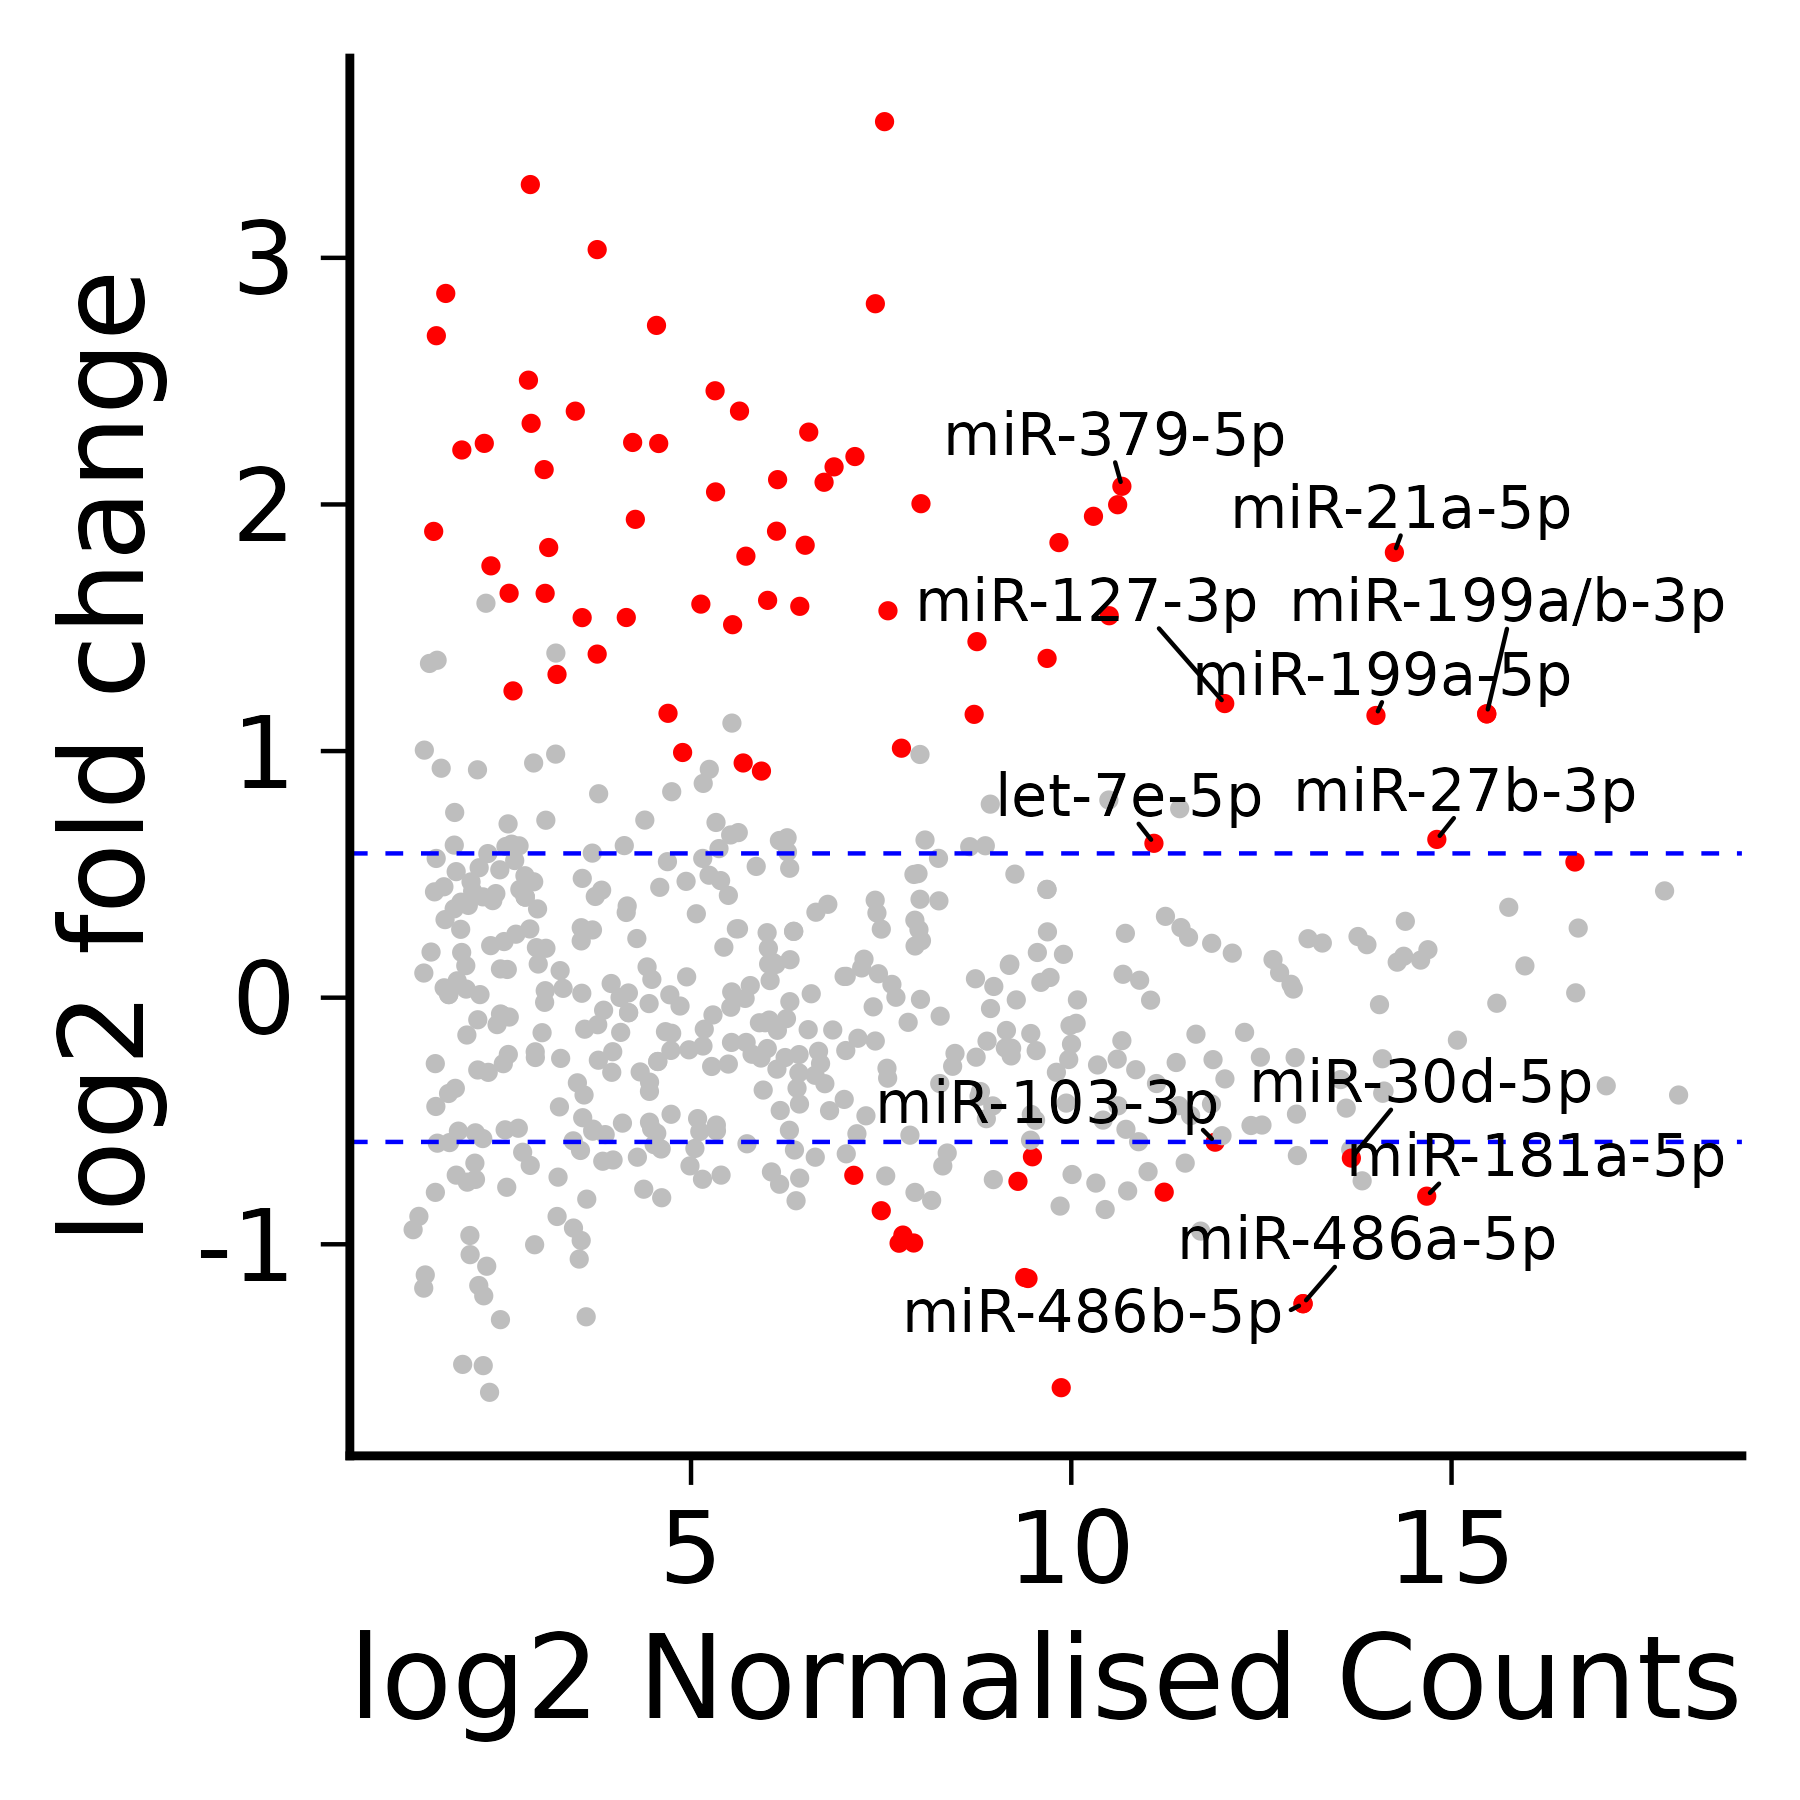 log2 fold change
3
2
1
0
-1
miR-379-5p
miR-21a-5p
miR-127-3p
miR-199a/b-3p
miR-199a-5p
let-7e-5p
miR-27b-3p
miR-30d-5p
miR-103-3p
miR-181a-5p
miR-486a-5p
miR-486b-5p
5
10
15
log2 Normalised Counts